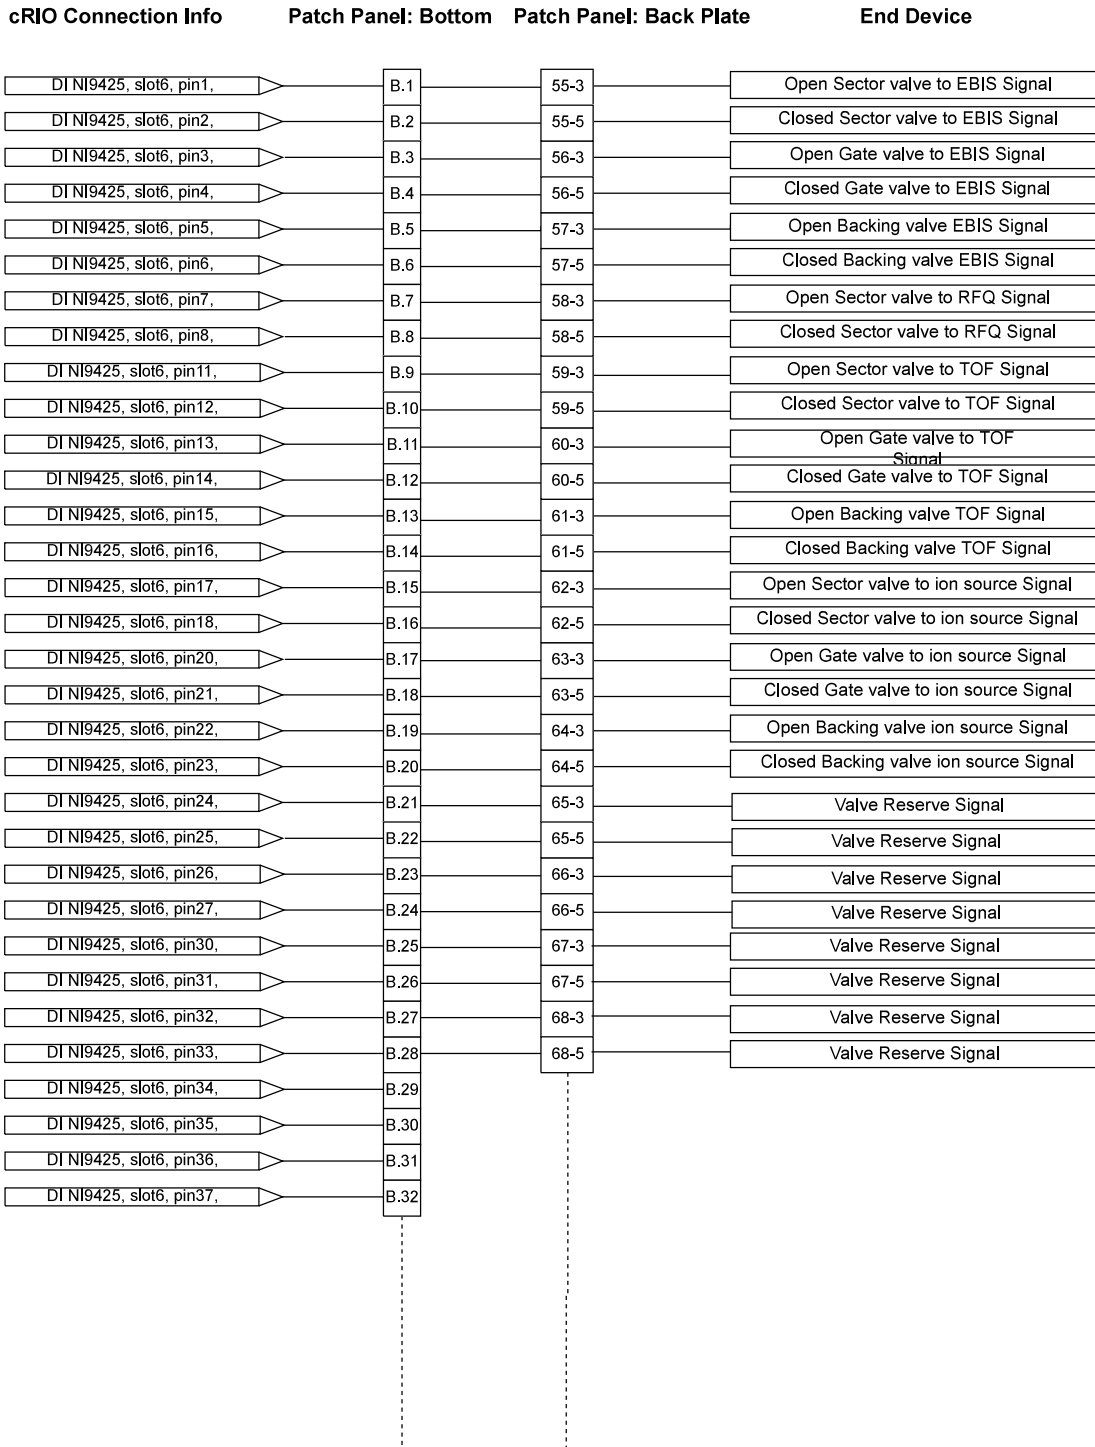 cRIO Connection Info Patch Panel: Bottom Patch Panel: Back Plate End Device
DI NI9425, slot6, pin1, B.1 55-3 Open Sector valve to EBIS Signal
DI NI9425, slot6, pin2, B.2 55-5 Closed Sector valve to EBIS Signal
DI NI9425, slot6, pin3, B.3 56-3 Open Gate valve to EBIS Signal
DI NI9425, slot6, pin4, B.4 56-5 Closed Gate valve to EBIS Signal
DI NI9425, slot6, pin5, B.5 57-3 Open Backing valve EBIS Signal
DI NI9425, slot6, pin6, B.6 57-5 Closed Backing valve EBIS Signal
DI NI9425, slot6, pin7, B.7 58-3 Open Sector valve to RFQ Signal
DI NI9425, slot6, pin8, B.8 58-5 Closed Sector valve to RFQ Signal
DI NI9425, slot6, pin11, B.9 59-3 Open Sector valve to TOF Signal
DI NI9425, slot6, pin12, B.10 59-5 Closed Sector valve to TOF Signal
DI NI9425, slot6, pin13, B.11 60-3 Open Gate valve to TOF
Signal
DI NI9425, slot6, pin14, B.12 60-5 Closed Gate valve to TOF Signal
DI NI9425, slot6, pin15, B.13 61-3 Open Backing valve TOF Signal
DI NI9425, slot6, pin16, B.14 61-5 Closed Backing valve TOF Signal
DI NI9425, slot6, pin17, B.15 62-3 Open Sector valve to ion source Signal
DI NI9425, slot6, pin18, B.16 62-5 Closed Sector valve to ion source Signal
DI NI9425, slot6, pin20, B.17 63-3 Open Gate valve to ion source Signal
DI NI9425, slot6, pin21, B.18 63-5 Closed Gate valve to ion source Signal
DI NI9425, slot6, pin22, B.19 64-3 Open Backing valve ion source Signal
DI NI9425, slot6, pin23, B.20 64-5 Closed Backing valve ion source Signal
DI NI9425, slot6, pin24, B.21 65-3 Valve Reserve Signal
DI NI9425, slot6, pin25, B.22 65-5 Valve Reserve Signal
DI NI9425, slot6, pin26, B.23 66-3 Valve Reserve Signal
DI NI9425, slot6, pin27, B.24 66-5 Valve Reserve Signal
DI NI9425, slot6, pin30, B.25 67-3 Valve Reserve Signal
DI NI9425, slot6, pin31, B.26 67-5 Valve Reserve Signal
DI NI9425, slot6, pin32, B.27 68-3 Valve Reserve Signal
DI NI9425, slot6, pin33, B.28 68-5 Valve Reserve Signal
DI NI9425, slot6, pin34, B.29
DI NI9425, slot6, pin35, B.30
DI NI9425, slot6, pin36, B.31
DI NI9425, slot6, pin37, B.32